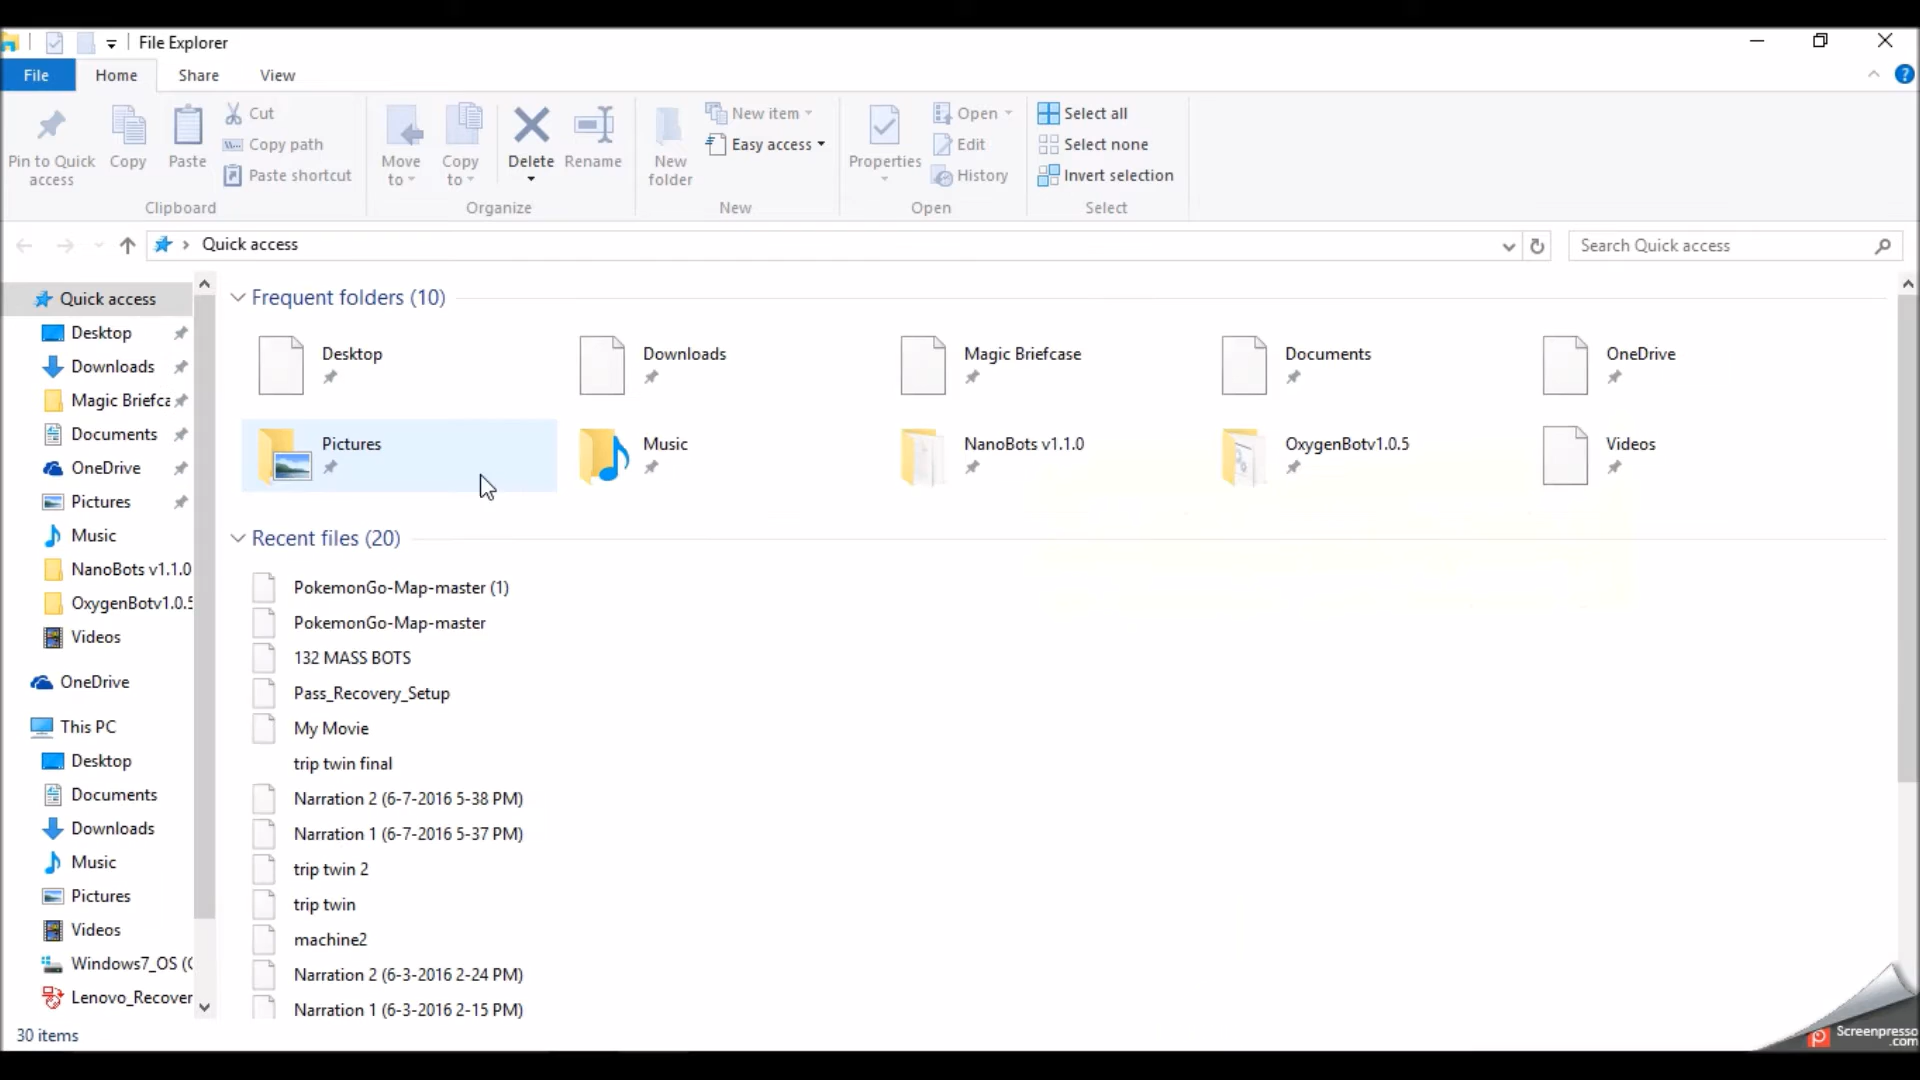 File Explorer
File Home Share View
Pin to Quick access
Copy
Paste
Cut
Copy path
Paste shortcut
Clipboard
Move to
Copy to
Delete
Rename
Organize
New folder
New item
Easy access
New
Properties
Open
Edit
History
Open
Select all
Select none
Invert selection
Select
Quick access
Search Quick access
Quick access
Desktop
Downloads
Magic Briefca
Documents
OneDrive
Pictures
Music
NanoBots v1.1.0
OxygenBotv1.0.5
Videos
OneDrive
This PC
Desktop
Documents
Downloads
Music
Pictures
Videos
Windows7_OS (C
Lenovo_Recover
Frequent folders (10)
Desktop
Downloads
Magic Briefcase
Documents
OneDrive
Pictures
Music
NanoBots v1.1.0
OxygenBotv1.0.5
Videos
Recent files (20)
PokemonGo-Map-master (1)
PokemonGo-Map-master
132 MASS BOTS
Pass_Recovery_Setup
My Movie
trip twin final
Narration 2 (6-7-2016 5-38 PM)
Narration 1 (6-7-2016 5-37 PM)
trip twin 2
trip twin
machine2
Narration 2 (6-3-2016 2-24 PM)
Narration 1 (6-3-2016 2-15 PM)
30 items
Screenpresso
.com